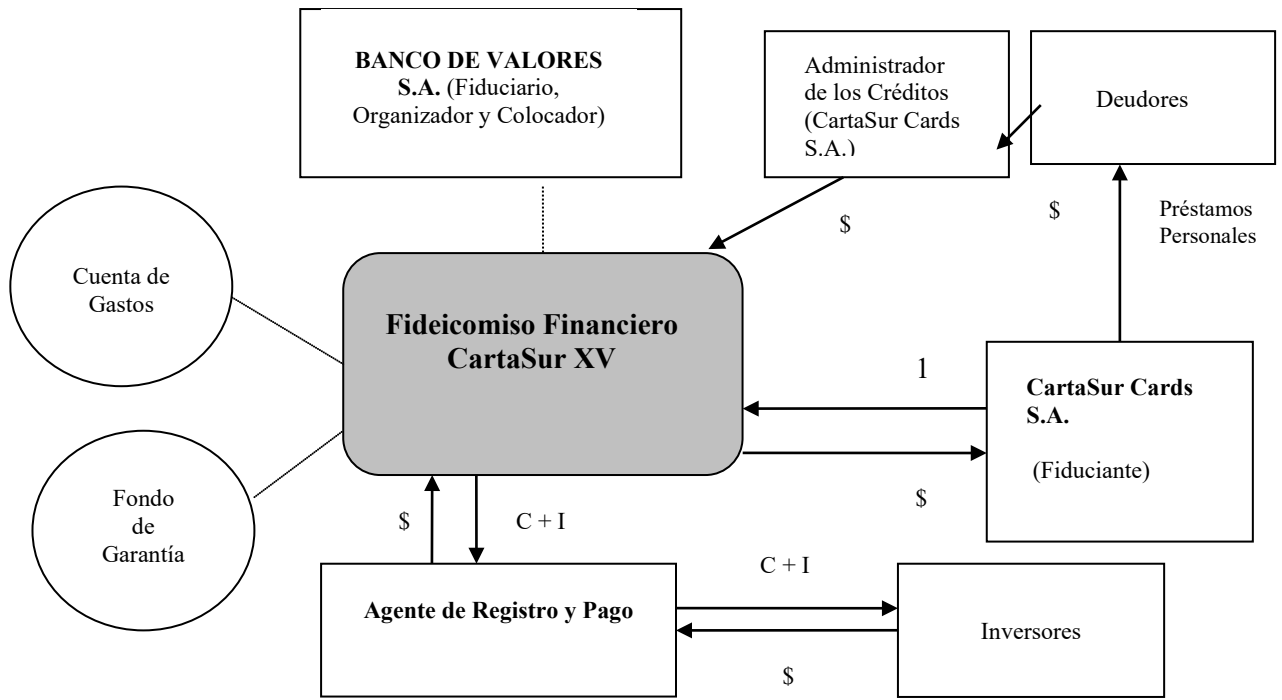 BANCO DE VALORES
S.A. (Fiduciario,
Organizador y Colocador)
Administrador
de los Créditos
(CartaSur Cards
S.A.)
Deudores
$
$
Préstamos
Personales
Cuenta de
Gastos
Fideicomiso Financiero
CartaSur XV
1
CartaSur Cards
S.A.
(Fiduciante)
$
Fondo
de
Garantía
$
C + I
C + I
Agente de Registro y Pago
Inversores
$